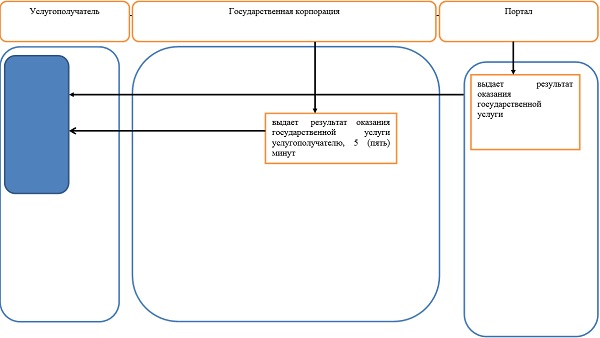 Услугополучатель
Государственная корпорация
Портал
выдает результат
оказания
государственной
услуги
выдает результат оказания
государственной услуги
услугополучателю, 5 (пять)
минут